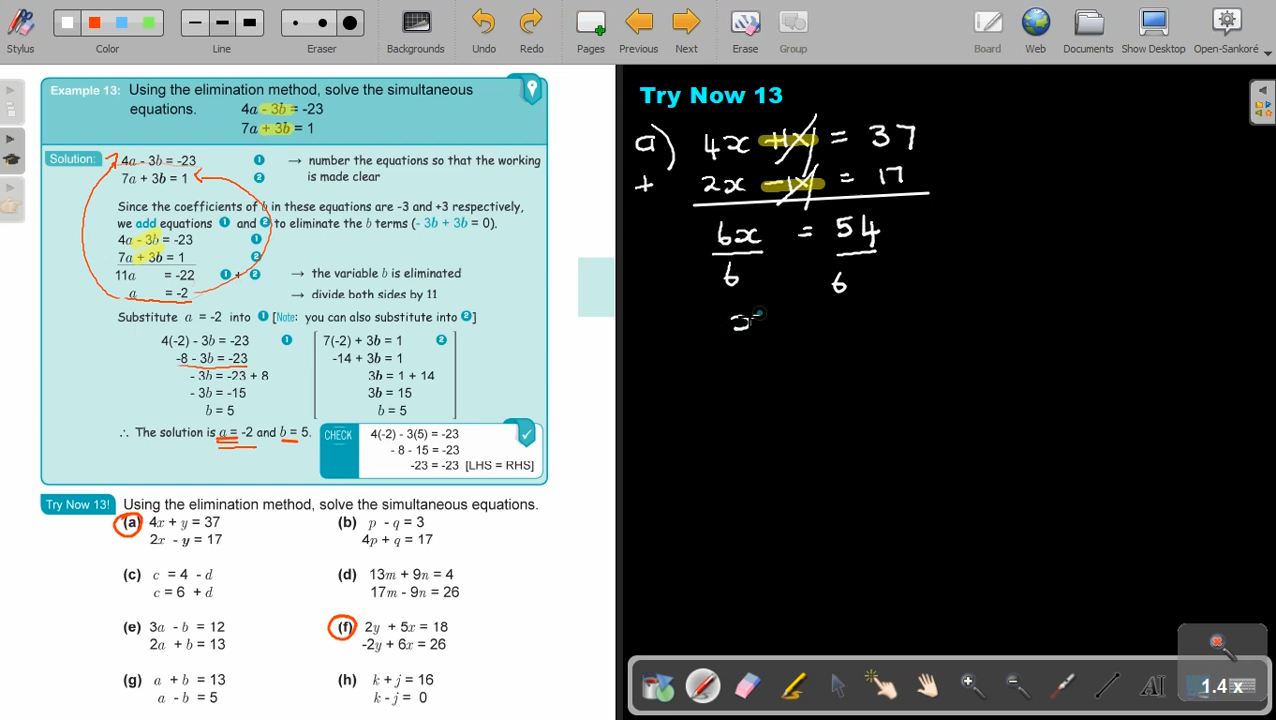 Stylus Color Line Eraser Backgrounds Undo Redo Pages Previous Next Erase Group Board Web Documents Show Desktop Open-Sankoré
Example 13: Using the elimination method, solve the simultaneous
equations. 4a - 3b = -23
7a + 3b = 1
Solution: 4a - 3b = -23 1 → number the equations so that the working
7a + 3b = 1 2 is made clear
Since the coefficients of b in these equations are -3 and +3 respectively,
we add equations 1 and 2 to eliminate the b terms (- 3b + 3b = 0).
4a - 3b = -23 1
7a + 3b = 1 2
11a = -22 1 + 2 → the variable b is eliminated
a = -2 → divide both sides by 11
Substitute a = -2 into 1 [Note: you can also substitute into 2]
4(-2) - 3b = -23 1 7(-2) + 3b = 1 2
-8 - 3b = -23 -14 + 3b = 1
- 3b = -23 + 8 3b = 1 + 14
- 3b = -15 3b = 15
b = 5 b = 5
∴ The solution is a = -2 and b = 5.
CHECK 4(-2) - 3(5) = -23
- 8 - 15 = -23
-23 = -23 [LHS = RHS]
Try Now 13! Using the elimination method, solve the simultaneous equations.
(a) 4x + y = 37 (b) p - q = 3
2x - y = 17 4p + q = 17
(c) c = 4 - d (d) 13m + 9n = 4
c = 6 + d 17m - 9n = 26
(e) 3a - b = 12 (f) 2y + 5x = 18
2a + b = 13 -2y + 6x = 26
(g) a + b = 13 (h) k + j = 16
a - b = 5 k - j = 0
Try Now 13
a) 4x +1y = 37
+ 2x -1y = 17
6x = 54
6 6
1.4 x